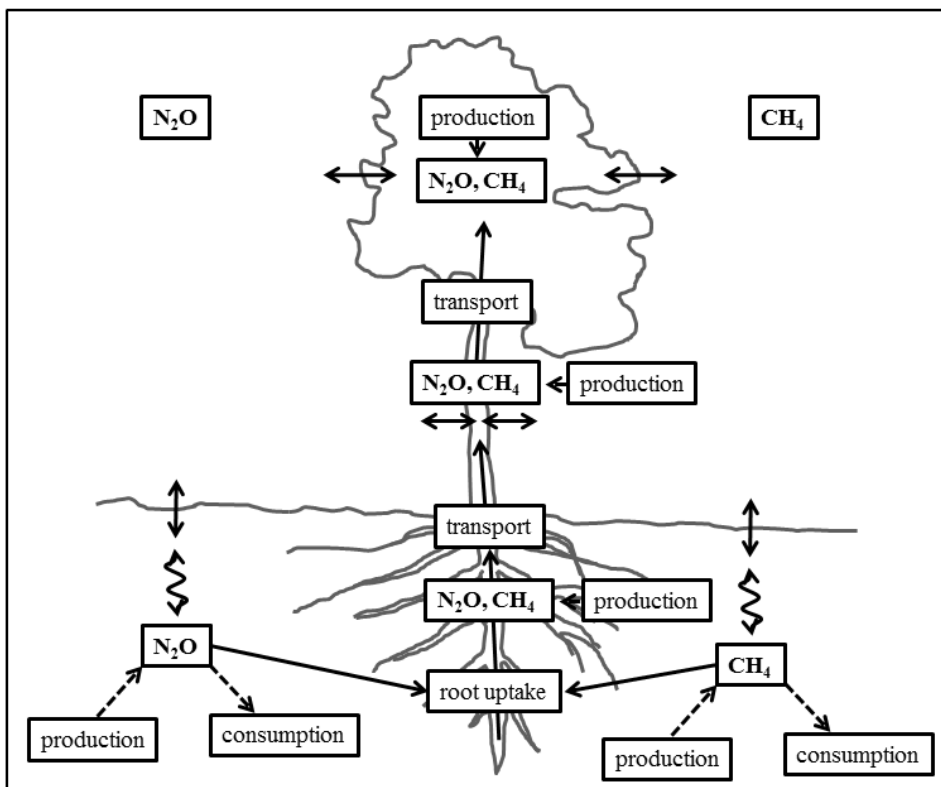 production
N₂O
CH₄
N₂O, CH₄
transport
N₂O, CH₄
production
transport
N₂O, CH₄
production
N₂O
CH₄
root uptake
production
consumption
production
consumption